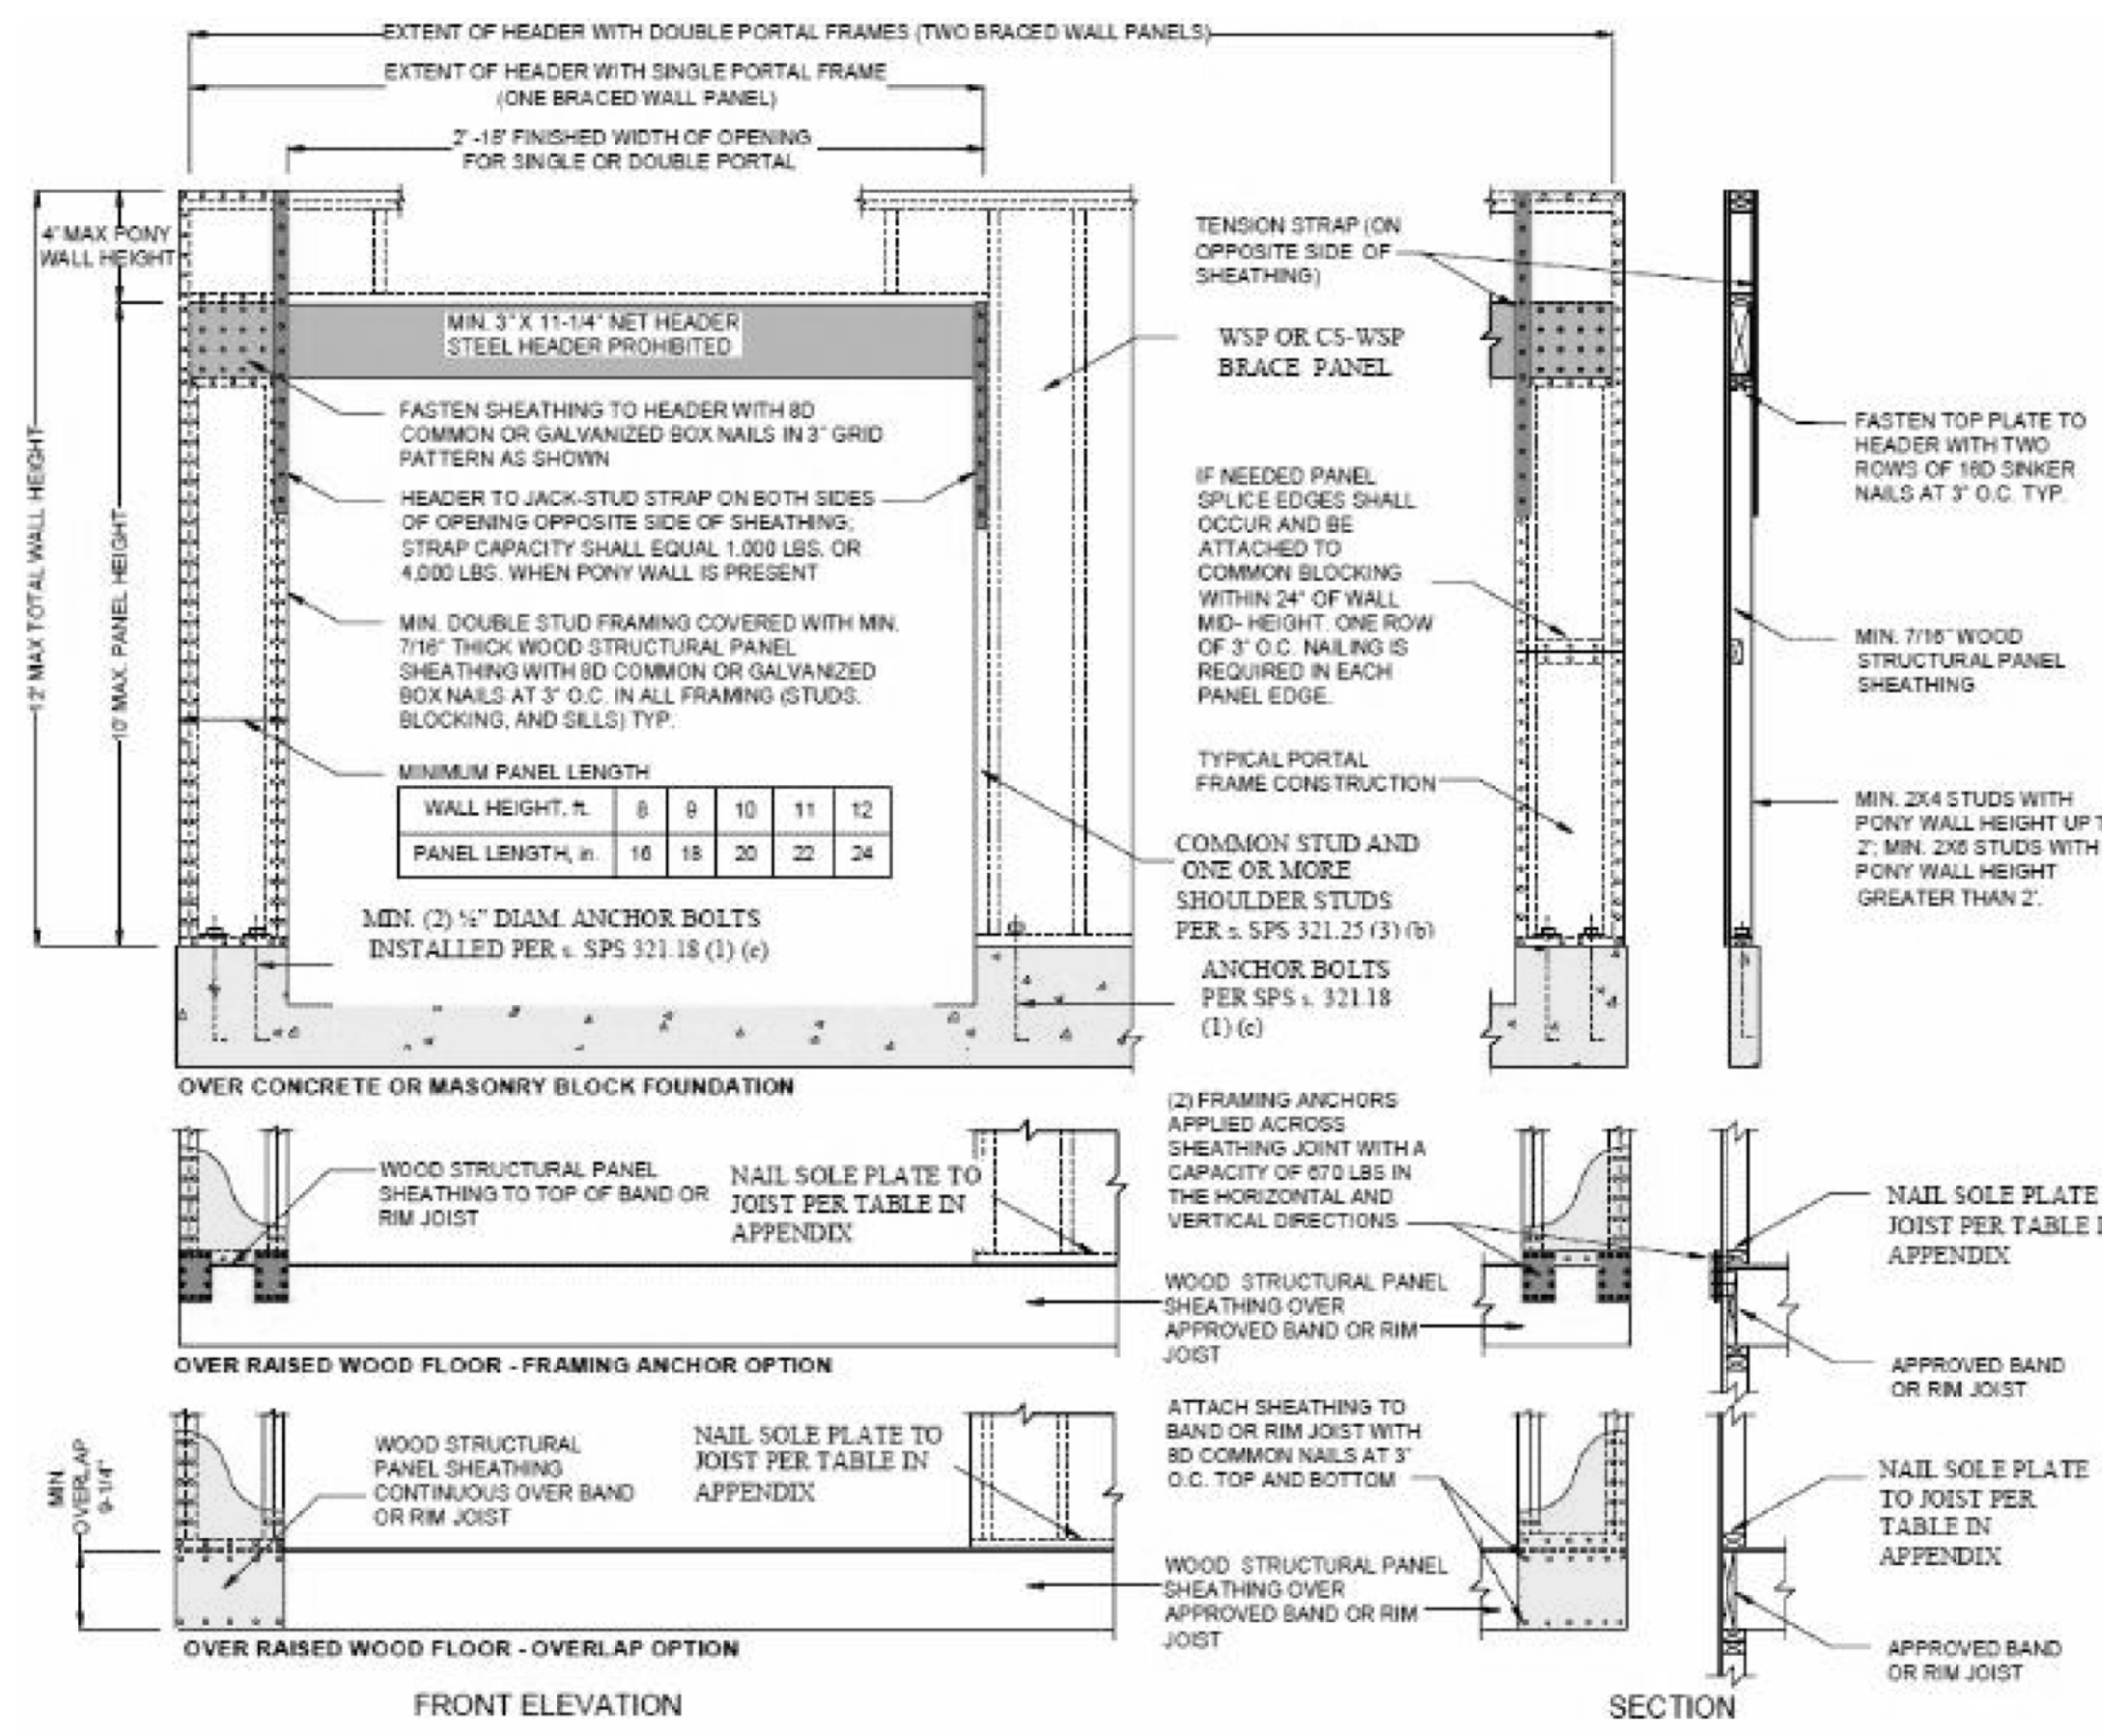 EXTENT OF HEADER WITH DOUBLE PORTAL FRAMES (TWO BRACED WALL PANELS)
EXTENT OF HEADER WITH SINGLE PORTAL FRAME
(ONE BRACED WALL PANEL)
2' -18' FINISHED WIDTH OF OPENING
FOR SINGLE OR DOUBLE PORTAL
4' MAX PONY
WALL HEIGHT
12' MAX TOTAL WALL HEIGHT
10' MAX. PANEL HEIGHT
MIN. 3" X 11-1/4" NET HEADER
STEEL HEADER PROHIBITED
FASTEN SHEATHING TO HEADER WITH 8D
COMMON OR GALVANIZED BOX NAILS IN 3" GRID
PATTERN AS SHOWN
HEADER TO JACK-STUD STRAP ON BOTH SIDES
OF OPENING OPPOSITE SIDE OF SHEATHING;
STRAP CAPACITY SHALL EQUAL 1,000 LBS. OR
4,000 LBS. WHEN PONY WALL IS PRESENT
MIN. DOUBLE STUD FRAMING COVERED WITH MIN.
7/16" THICK WOOD STRUCTURAL PANEL
SHEATHING WITH 8D COMMON OR GALVANIZED
BOX NAILS AT 3" O.C. IN ALL FRAMING (STUDS,
BLOCKING, AND SILLS) TYP.
MINIMUM PANEL LENGTH
WALL HEIGHT, ft. 8 9 10 11 12
PANEL LENGTH, in. 16 18 20 22 24
MIN. (2) ½" DIAM. ANCHOR BOLTS
INSTALLED PER s. SPS 321.18 (1) (c)
OVER CONCRETE OR MASONRY BLOCK FOUNDATION
TENSION STRAP (ON
OPPOSITE SIDE OF
SHEATHING)
WSP OR CS-WSP
BRACE PANEL
IF NEEDED PANEL
SPLICE EDGES SHALL
OCCUR AND BE
ATTACHED TO
COMMON BLOCKING
WITHIN 24" OF WALL
MID- HEIGHT. ONE ROW
OF 3" O.C. NAILING IS
REQUIRED IN EACH
PANEL EDGE.
TYPICAL PORTAL
FRAME CONSTRUCTION
COMMON STUD AND
ONE OR MORE
SHOULDER STUDS
PER s. SPS 321.25 (3) (b)
ANCHOR BOLTS
PER SPS s. 321.18
(1) (c)
FASTEN TOP PLATE TO
HEADER WITH TWO
ROWS OF 16D SINKER
NAILS AT 3" O.C. TYP.
MIN. 7/16" WOOD
STRUCTURAL PANEL
SHEATHING
MIN. 2X4 STUDS WITH
PONY WALL HEIGHT UP
2'; MIN. 2X6 STUDS WITH
PONY WALL HEIGHT
GREATER THAN 2'.
WOOD STRUCTURAL PANEL
SHEATHING TO TOP OF BAND OR
RIM JOIST
NAIL SOLE PLATE TO
JOIST PER TABLE IN
APPENDIX
(2) FRAMING ANCHORS
APPLIED ACROSS
SHEATHING JOINT WITH A
CAPACITY OF 670 LBS IN
THE HORIZONTAL AND
VERTICAL DIRECTIONS
WOOD STRUCTURAL PANEL
SHEATHING OVER
APPROVED BAND OR RIM
JOIST
NAIL SOLE PLATE
JOIST PER TABLE
APPENDIX
APPROVED BAND
OR RIM JOIST
OVER RAISED WOOD FLOOR - FRAMING ANCHOR OPTION
MIN.
OVERLAP
9-1/4"
WOOD STRUCTURAL
PANEL SHEATHING
CONTINUOUS OVER BAND
OR RIM JOIST
NAIL SOLE PLATE TO
JOIST PER TABLE IN
APPENDIX
ATTACH SHEATHING TO
BAND OR RIM JOIST WITH
8D COMMON NAILS AT 3"
O.C. TOP AND BOTTOM
WOOD STRUCTURAL PANEL
SHEATHING OVER
APPROVED BAND OR RIM
JOIST
NAIL SOLE PLATE
TO JOIST PER
TABLE IN
APPENDIX
APPROVED BAND
OR RIM JOIST
OVER RAISED WOOD FLOOR - OVERLAP OPTION
FRONT ELEVATION
SECTION